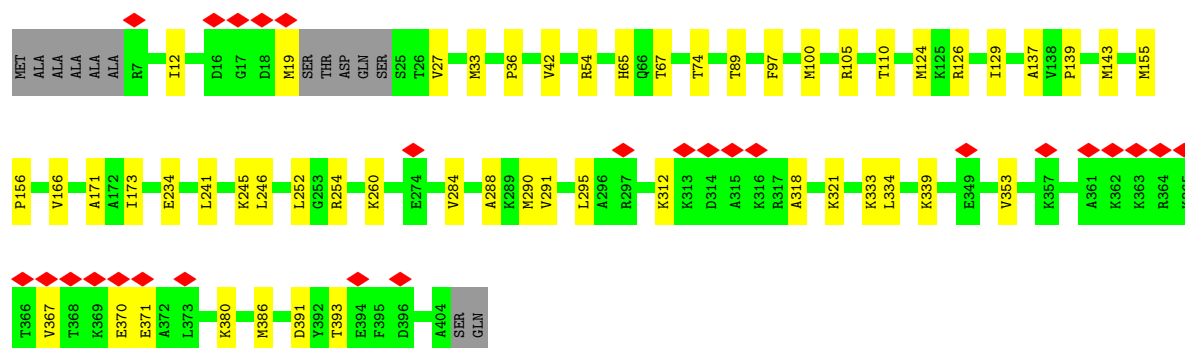 MET ALA ALA ALA ALA ALA R7 I12 D16 G17 D18 M19 SER THR ASP GLN SER S25 T26 V27 M33 P36 V42 R54 H65 Q66 T67 T74 T89 F97 M100 R105 T110 M124 K125 R126 I129 A137 V138 P139 M143 M155
P156 V166 A171 A172 I173 E234 L241 K245 L246 L252 G253 R254 K260 E274 V284 A288 K289 M290 V291 L295 A296 R297 K312 K313 D314 A315 K316 R317 A318 K321 K333 L334 K339 E349 V353 K357 A361 K362 K363 R364
T366 V367 T368 K369 E370 E371 A372 L373 K380 M386 D391 Y392 T393 E394 F395 D396 A404 SER GLN